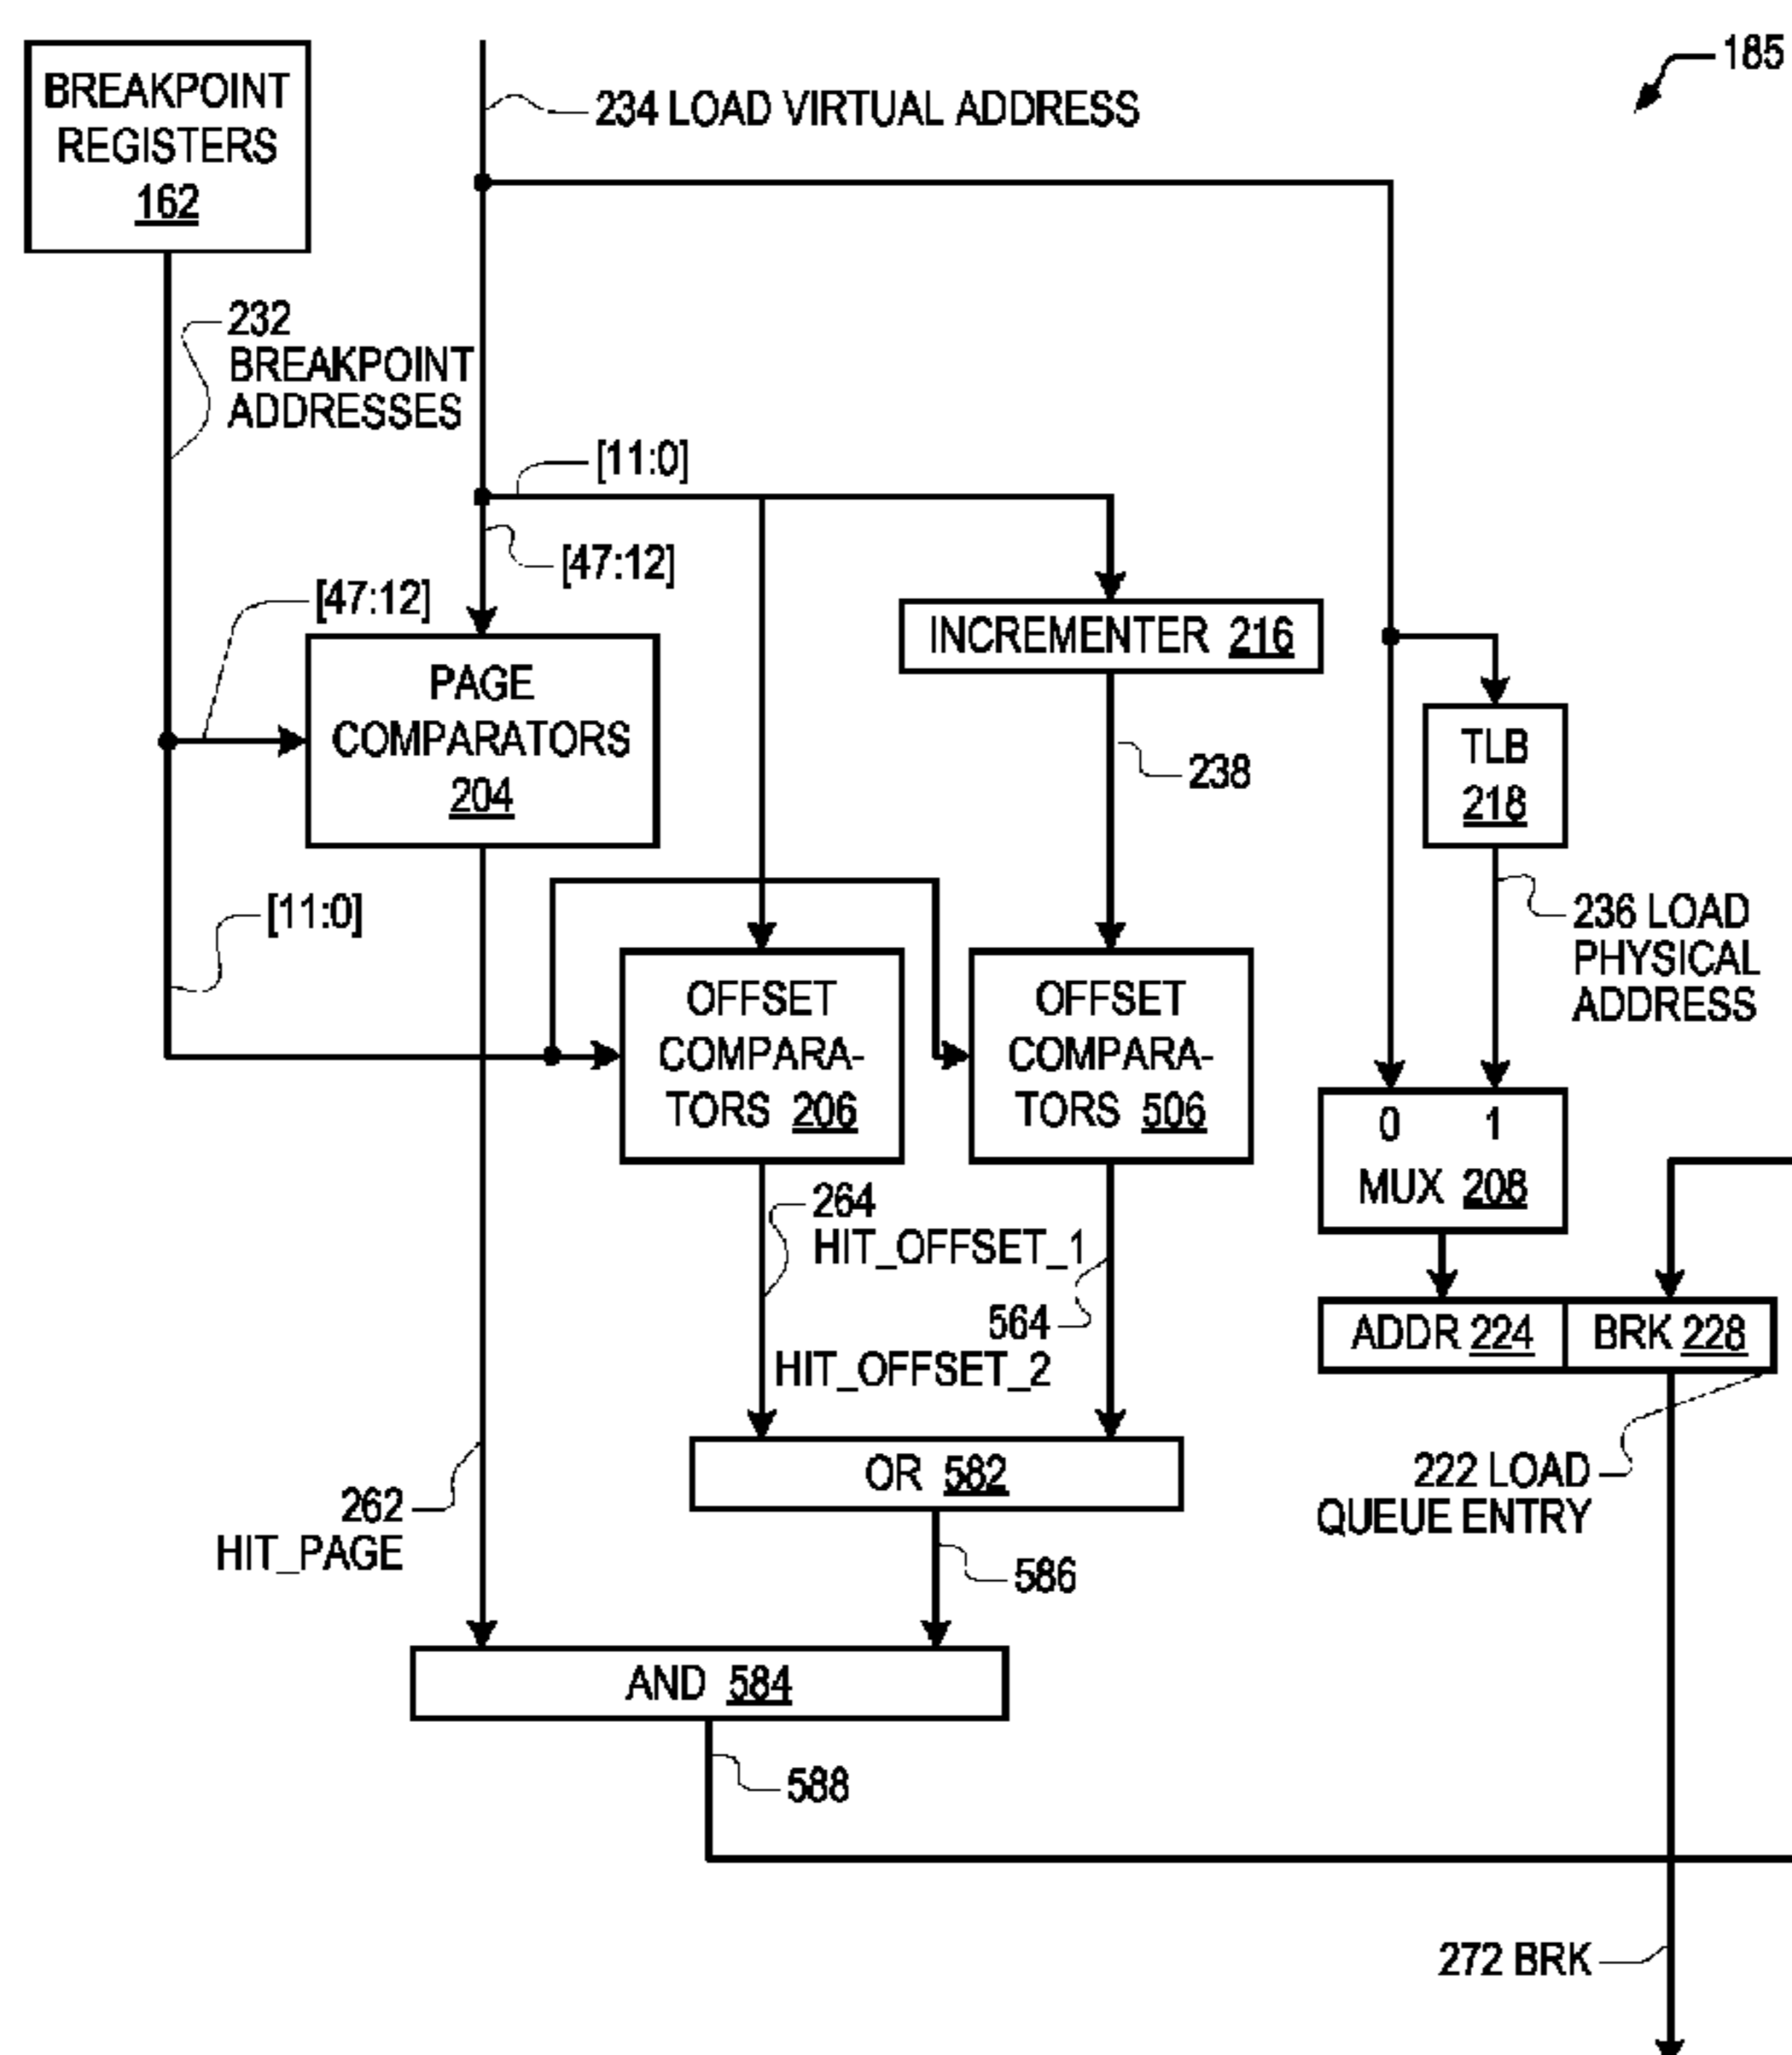 185
BREAKPOINT
REGISTERS
162
234 LOAD VIRTUAL ADDRESS
232
BREAKPOINT
ADDRESSES
[11:0]
[47:12]
[47:12]
INCREMENTER 216
PAGE
COMPARATORS
204
238
TLB
218
[11:0]
236 LOAD
PHYSICAL
ADDRESS
OFFSET
COMPARA-
TORS 206
OFFSET
COMPARA-
TORS 506
0 1
MUX 208
264
HIT_OFFSET_1
564
HIT_OFFSET_2
ADDR 224
BRK 228
OR 582
222 LOAD
QUEUE ENTRY
262
HIT_PAGE
586
AND 584
588
272 BRK